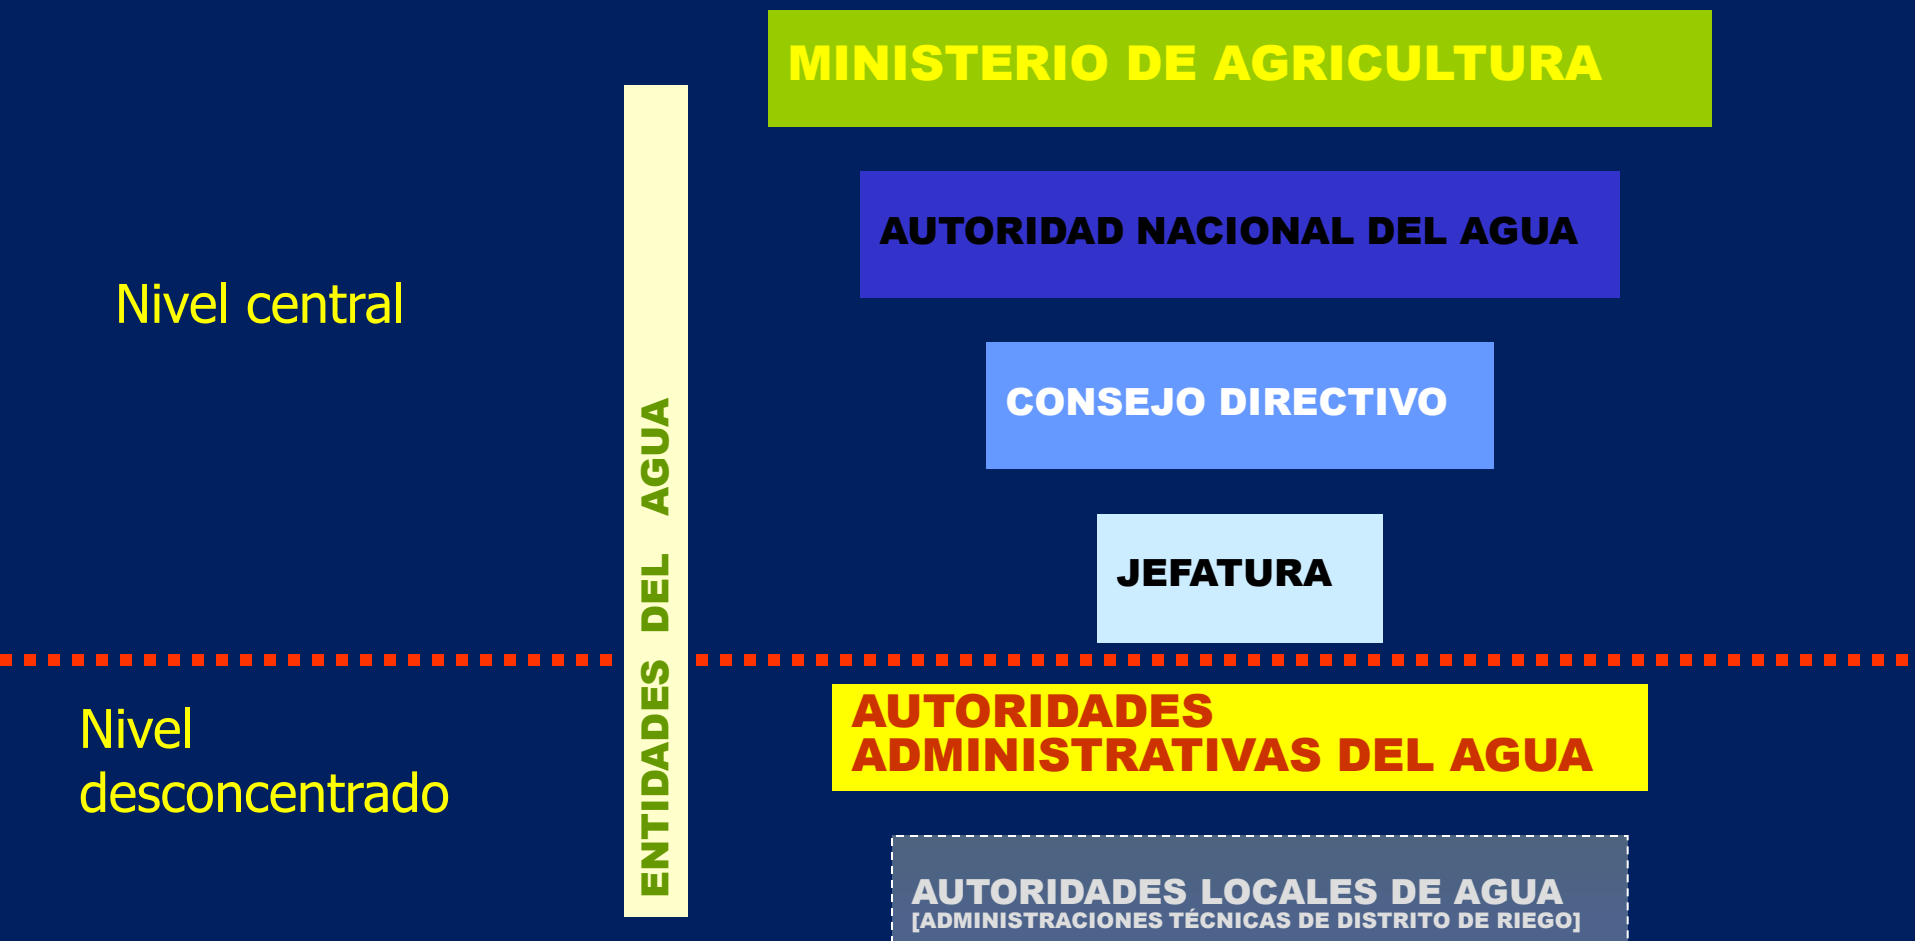 MINISTERIO DE AGRICULTURA
AUTORIDAD NACIONAL DEL AGUA
Nivel central
CONSEJO DIRECTIVO
JEFATURA
ENTIDADES DEL AGUA
Nivel
desconcentrado
AUTORIDADES
ADMINISTRATIVAS DEL AGUA
AUTORIDADES LOCALES DE AGUA
[ADMINISTRACIONES TÉCNICAS DE DISTRITO DE RIEGO]